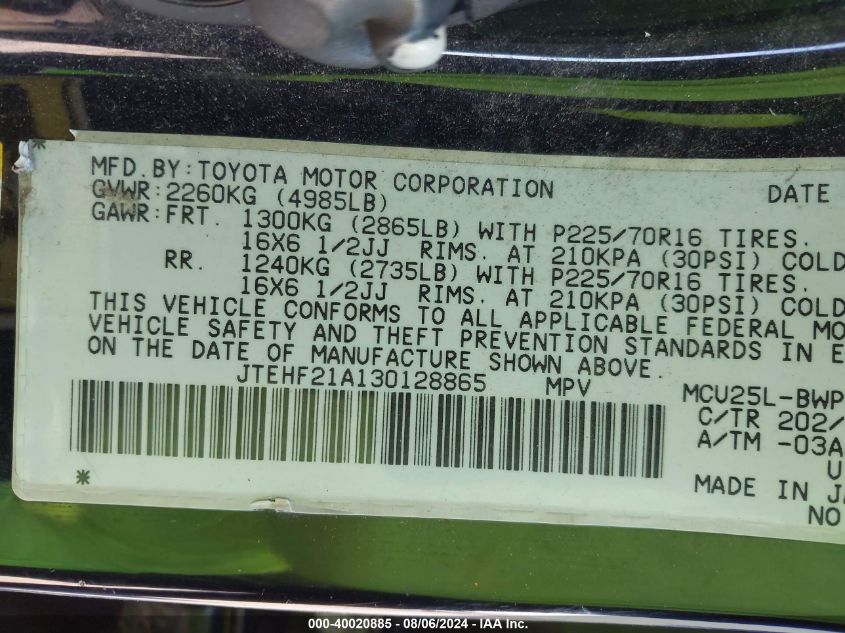 MFD.BY:TOYOTA MOTOR CORPORATION DATE
GVWR:2260KG (4985LB)
GAWR:FRT. 1300KG (2865LB) WITH P225/70R16 TIRES.
16X6 1/2JJ RIMS. AT 210KPA (30PSI) COLD
RR. 1240KG (2735LB) WITH P225/70R16 TIRES.
16X6 1/2JJ RIMS. AT 210KPA (30PSI) COLD
THIS VEHICLE CONFORMS TO ALL APPLICABLE FEDERAL MO
VEHICLE SAFETY AND THEFT PREVENTION STANDARDS IN E
ON THE DATE OF MANUFACTURE SHOWN ABOVE.
JTEHF21A130128865 MPV MCU25L-BWP
C/TR 202/
A/TM -03A
U
MADE IN JA
NO
000-40020885 - 08/06/2024 - IAA Inc.